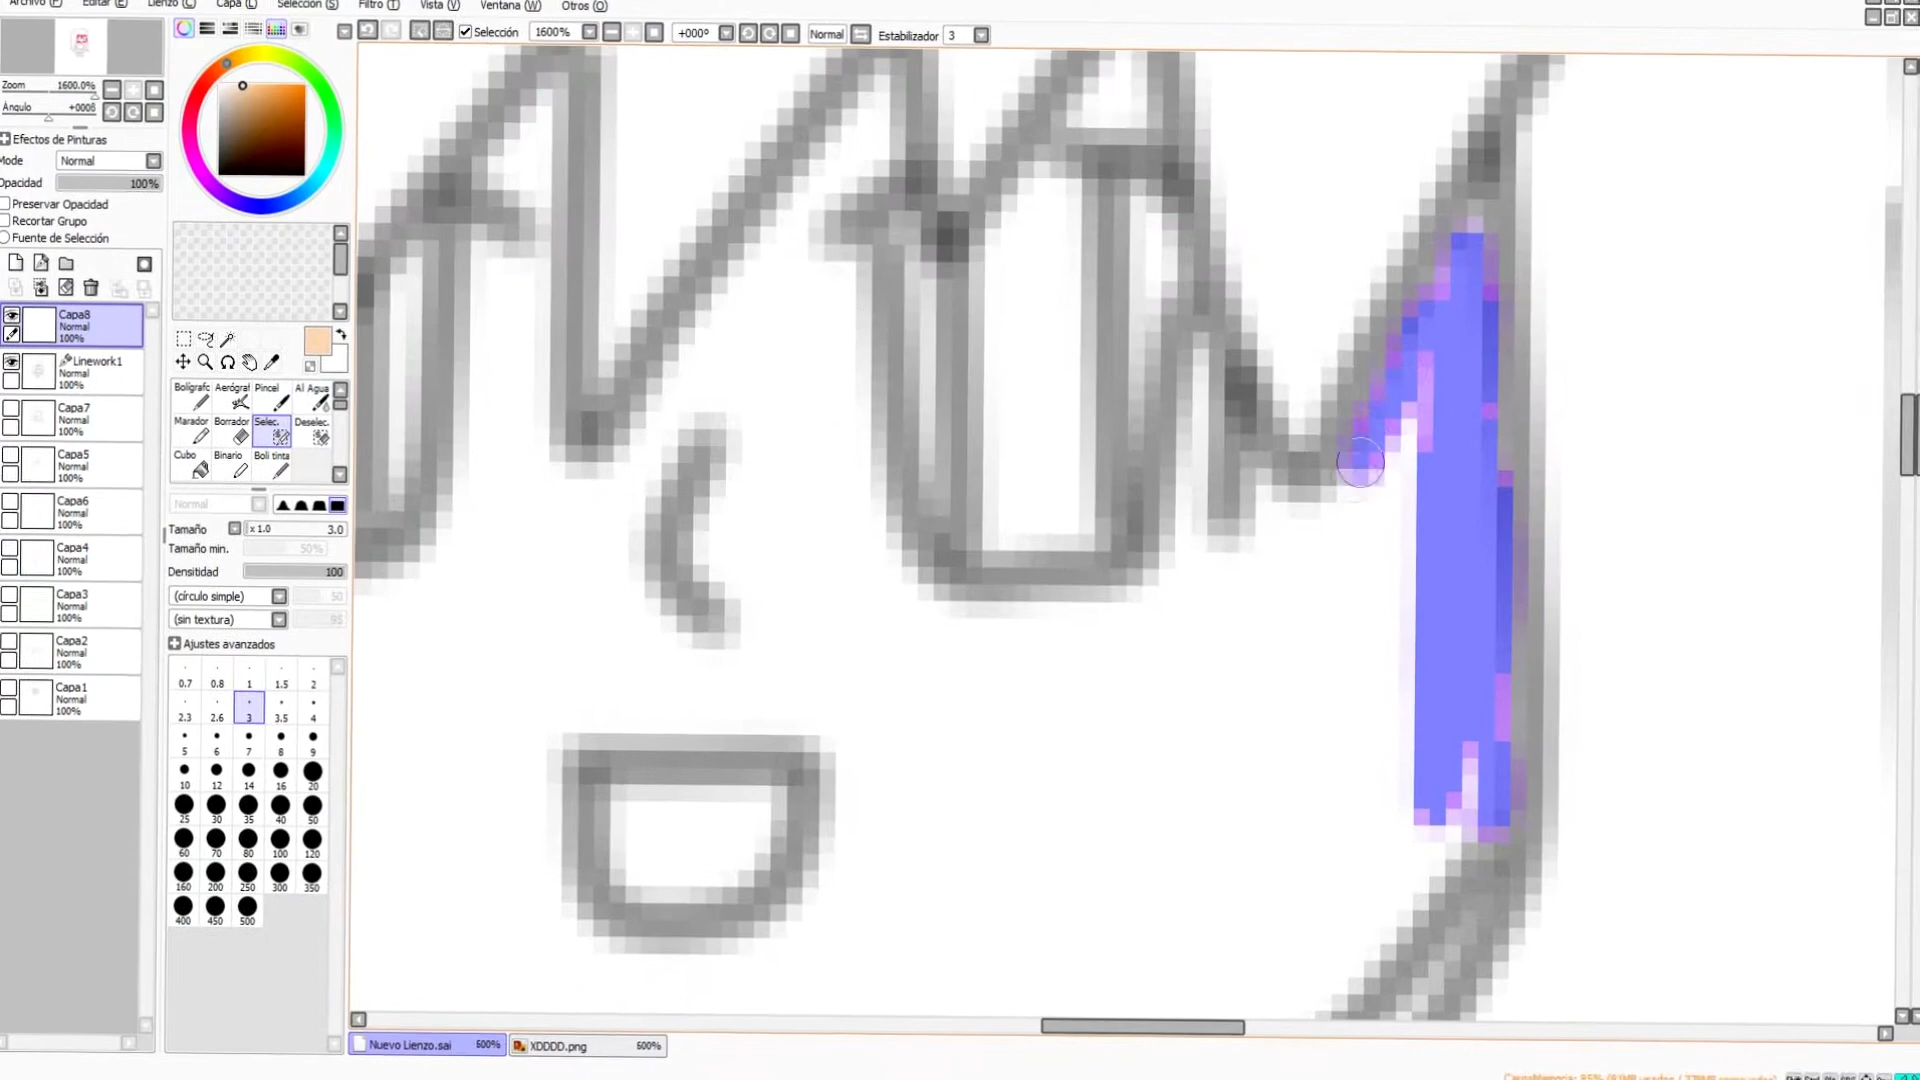 Archivo (F) Editar (E) Lienzo (C) Capa (L) Selección (S) Filtro (T) Vista (V) Ventana (W) Otros (O)
Selección 1600% +000° Normal Estabilizador 3
Zoom 1600.0%
Ángulo +000δ
Efectos de Pinturas
Mode Normal
Opacidad 100%
Preservar Opacidad
Recortar Grupo
Fuente de Selección
Capa8
Normal
100%
Linework1
Normal
100%
Capa7
Normal
100%
Capa5
Normal
100%
Capa6
Normal
100%
Capa4
Normal
100%
Capa3
Normal
100%
Capa2
Normal
100%
Capa1
Normal
100%
Bolígrafc Aerógraf Pincel Al Agua
Marador Borrador Selec. Deselec.
Cubo Binario Boli tinta
Normal
Tamaño x 1.0 3.0
Tamaño min. 50%
Densitidad 100
(círculo simple) 50
(sin textura) 95
Ajustes avanzados
0.7 0.8 1 1.5 2
2.3 2.6 3 3.5 4
5 6 7 8 9
10 12 14 16 20
25 30 35 40 50
60 70 80 100 120
160 200 250 300 350
400 450 500
Nuevo Lienzo.sai 600% XDDDD.png 600%